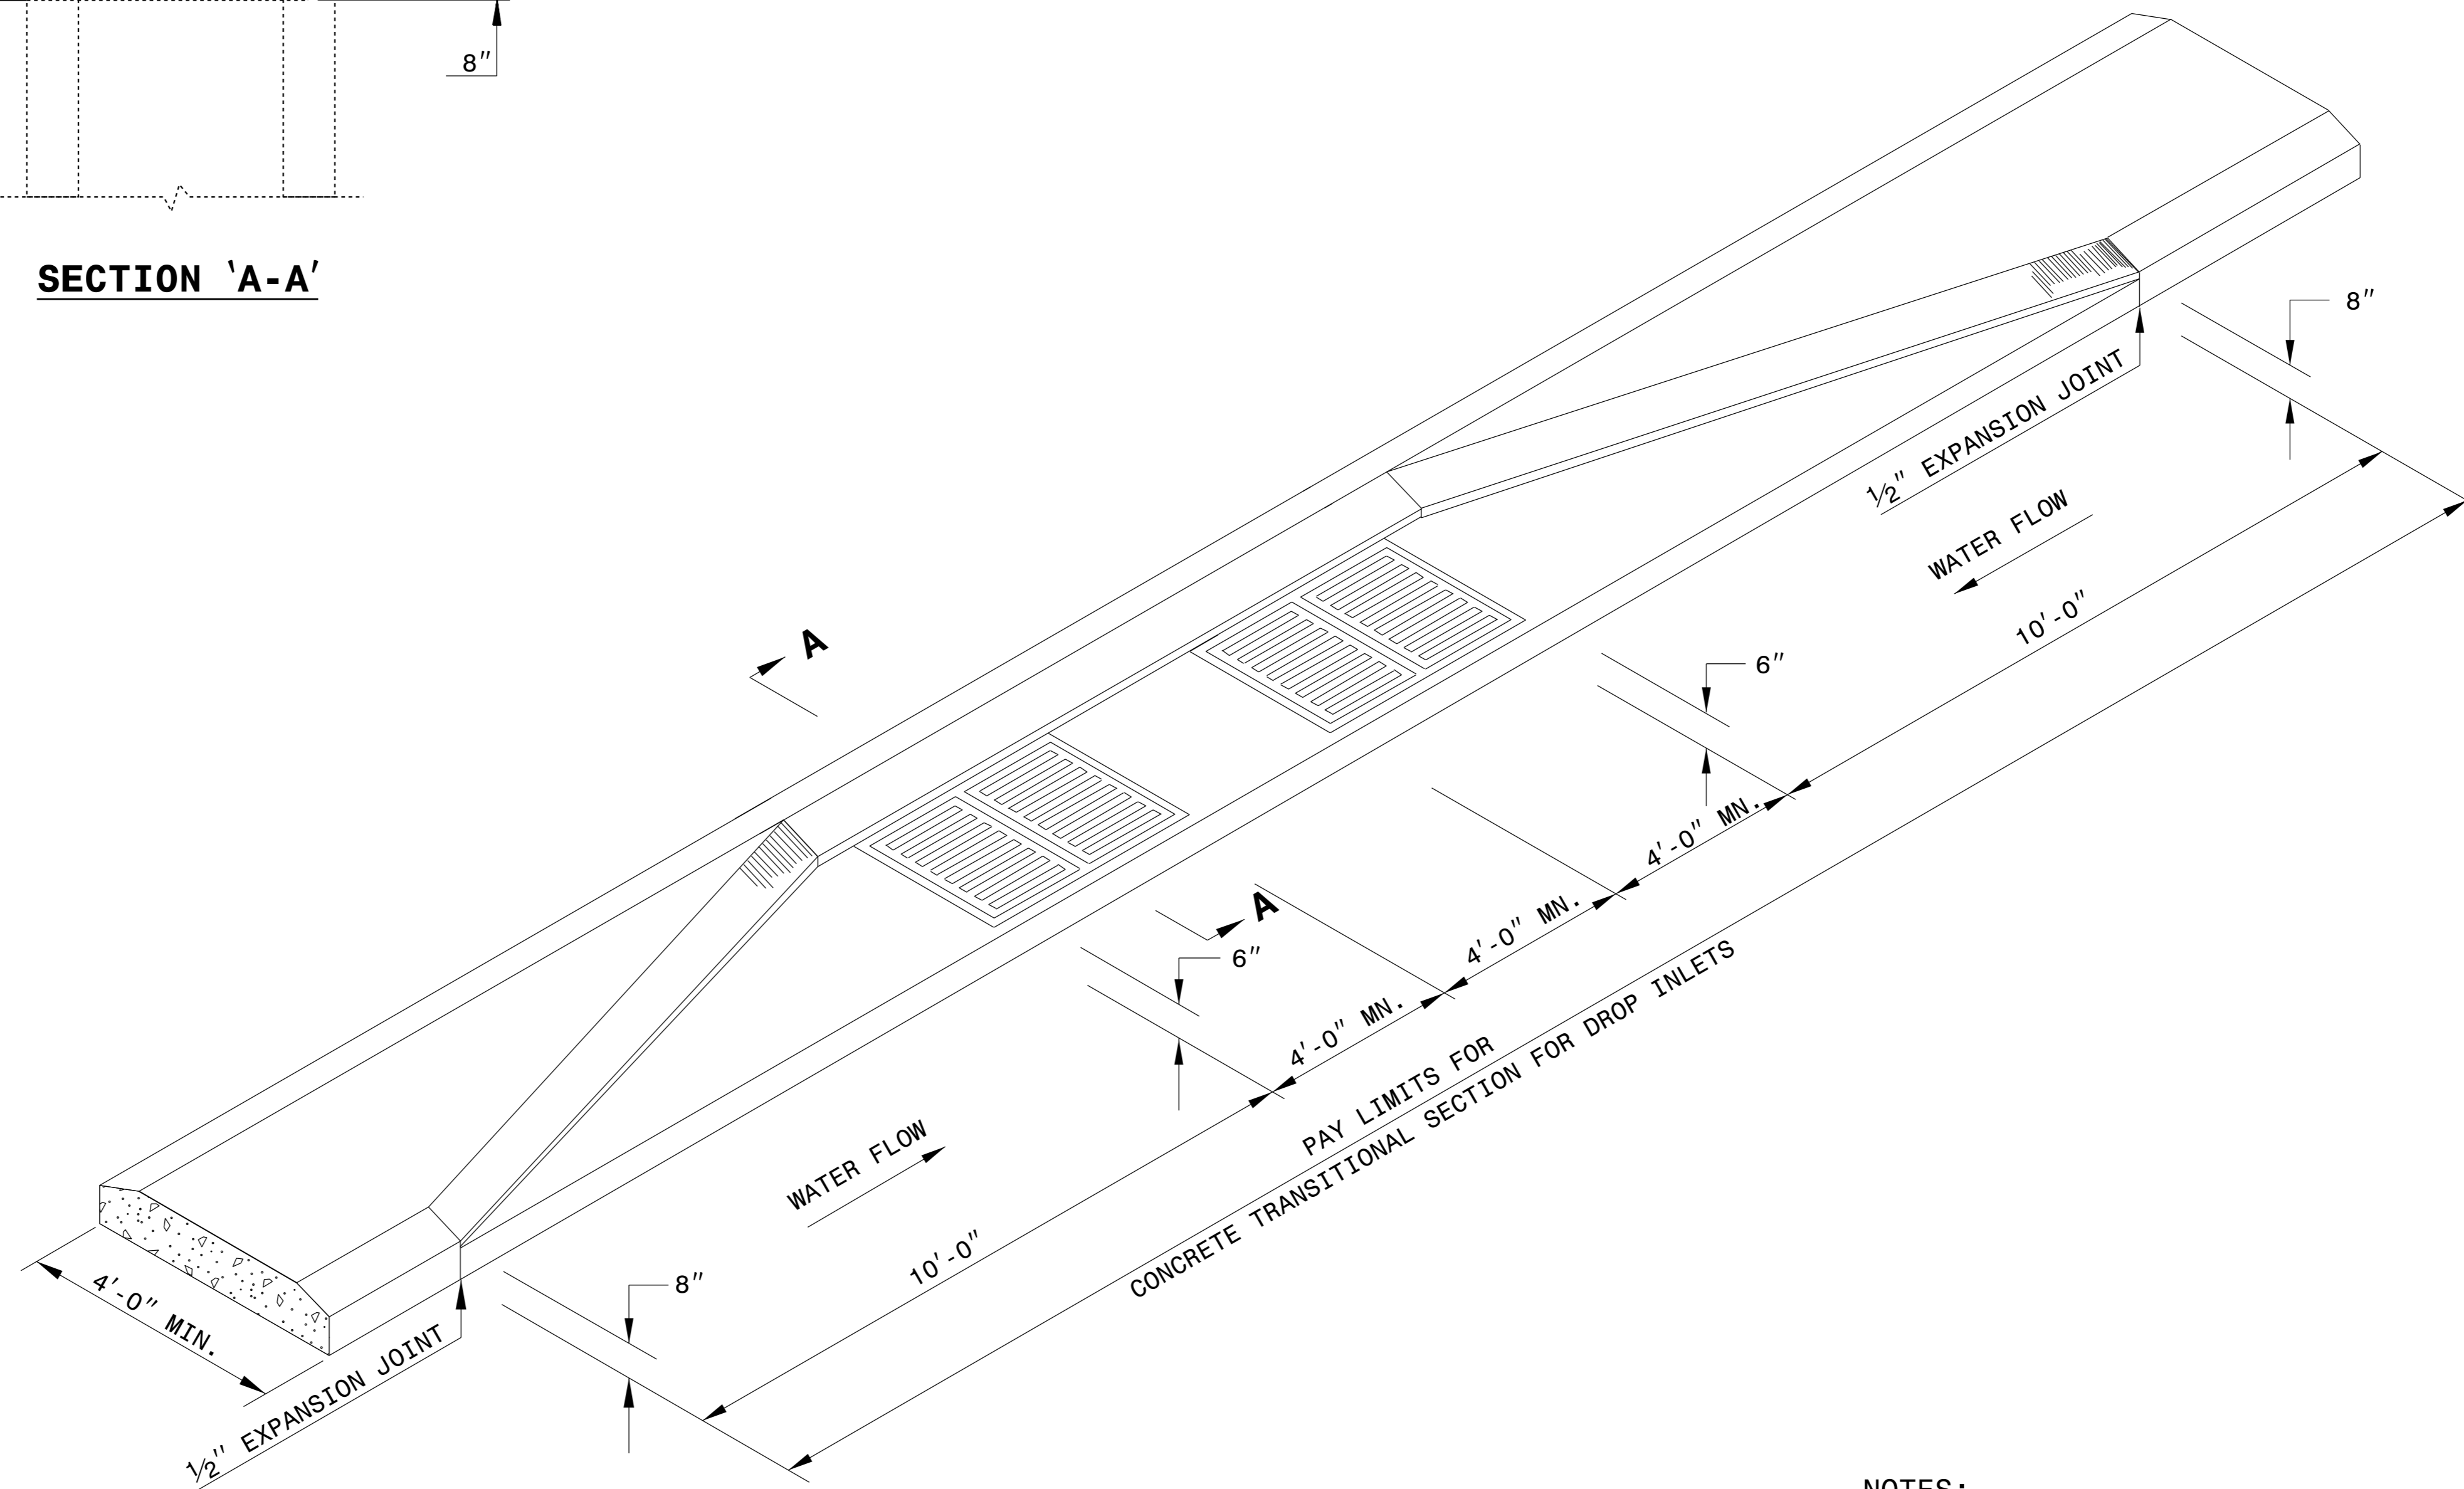 8"
SECTION 'A-A'
8"
1/2" EXPANSION JOINT
WATER FLOW
10'-0"
A
6"
4'-0" MN.
A
4'-0" MN.
6"
4'-0" MN.
PAY LIMITS FOR
CONCRETE TRANSITIONAL SECTION FOR DROP INLETS
WATER FLOW
10'-0"
8"
4'-0" MIN.
1/2" EXPANSION JOINT
NOTES: